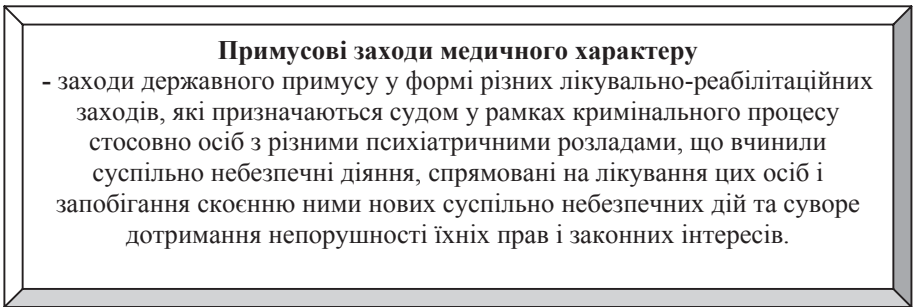 Примусові заходи медичного характеру
- заходи державного примусу у формі різних лікувально-реабілітаційних
заходів, які призначаються судом у рамках кримінального процесу
стосовно осіб з різними психіатричними розладами, що вчинили
суспільно небезпечні діяння, спрямовані на лікування цих осіб і
запобігання скоєнню ними нових суспільно небезпечних дій та суворе
дотримання непорушності їхніх прав і законних інтересів.